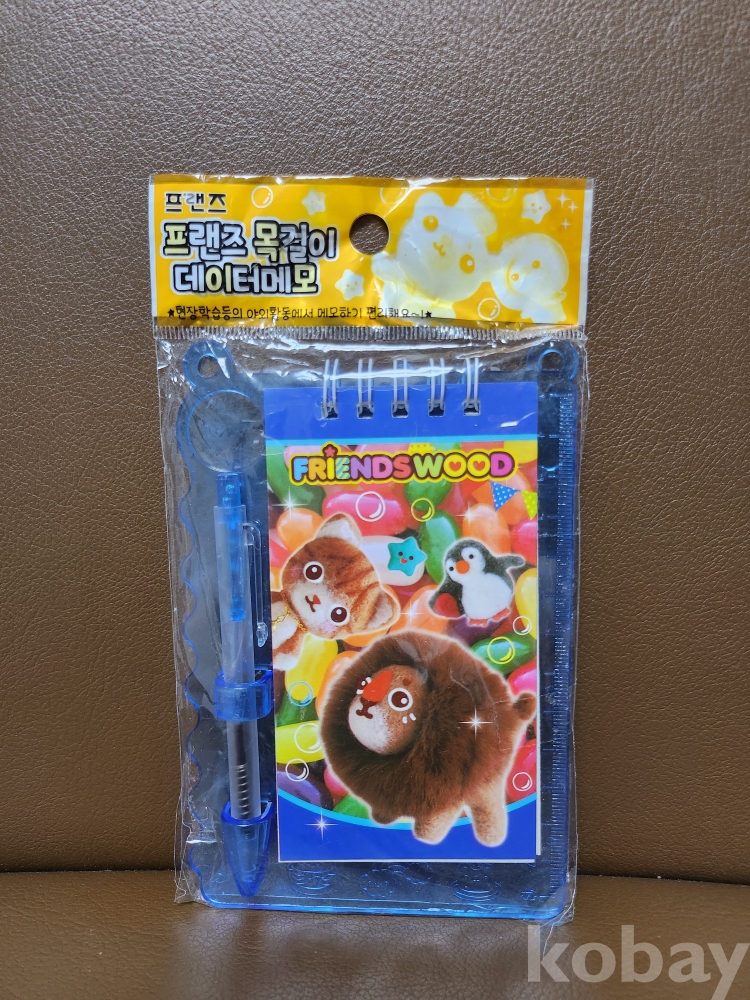 프랜즈
프랜즈 목걸이
데이터메모
★현장학습등의 야외활동에서 메모하기 편리해요~!★
FRIENDSWOOD
kobay